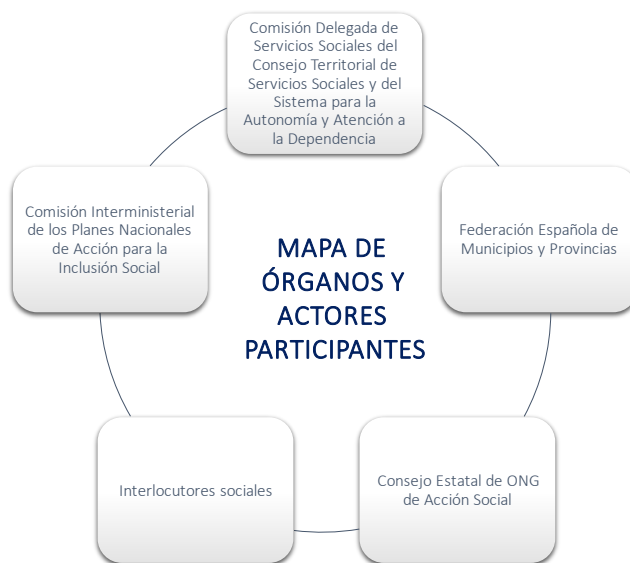 Comisión Delegada de
Servicios Sociales del
Consejo Territorial de
Servicios Sociales y del
Sistema para la
Autonomía y Atención a
la Dependencia
Comisión Interministerial
de los Planes Nacionales
de Acción para la
Inclusión Social
Federación Española de
Municipios y Provincias
MAPA DE
ÓRGANOS Y
ACTORES
PARTICIPANTES
Interlocutores sociales
Consejo Estatal de ONG
de Acción Social